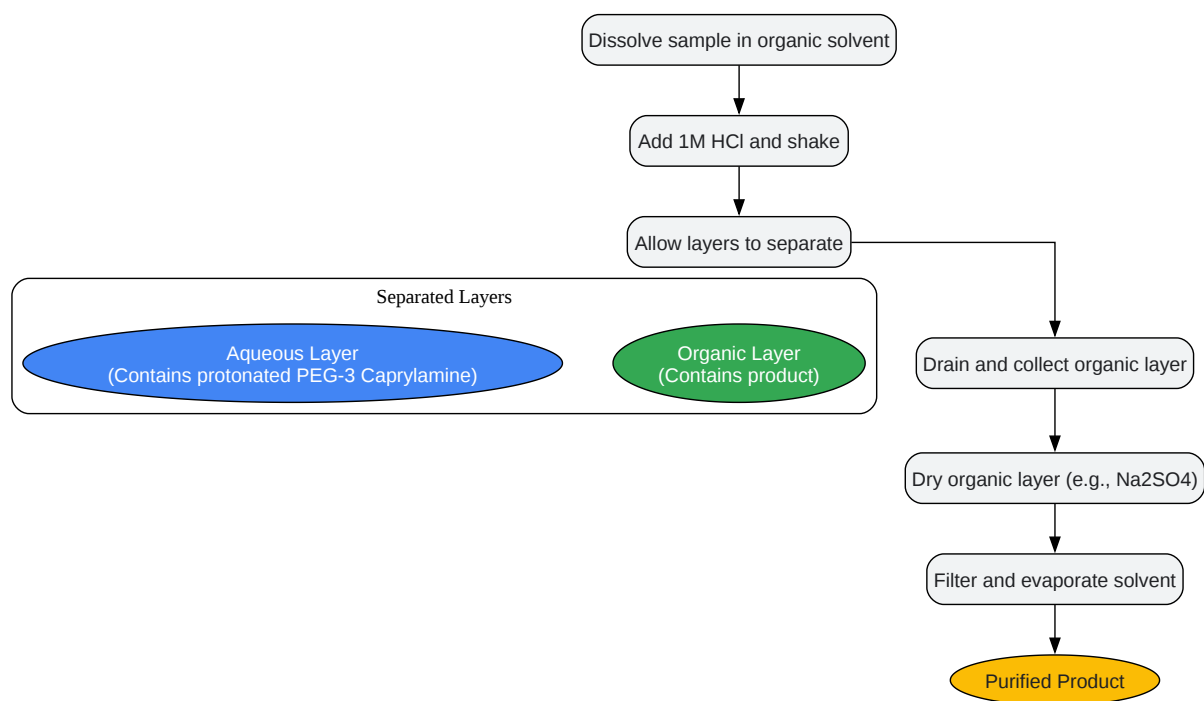 Dissolve sample in organic solvent
Add 1M HCl and shake
Allow layers to separate
Separated Layers
Aqueous Layer
(Contains protonated PEG-3 Caprylamine)
Organic Layer
(Contains product)
Drain and collect organic layer
Dry organic layer (e.g., Na2SO4)
Filter and evaporate solvent
Purified Product